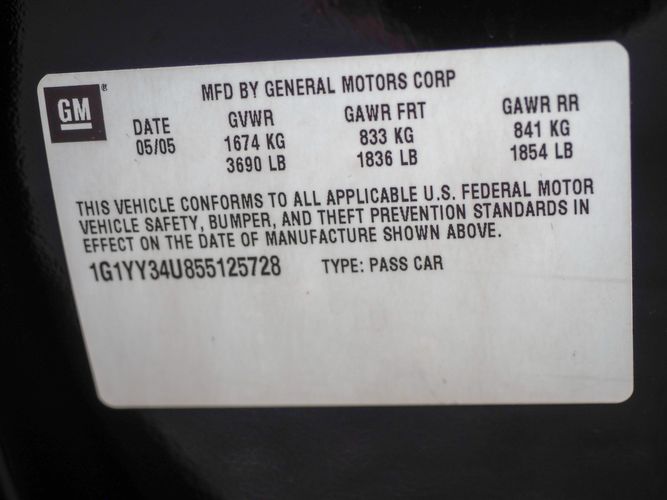 GM®
MFD BY GENERAL MOTORS CORP
DATE GVWR GAWR FRT GAWR RR
05/05 1674 KG 833 KG 841 KG
3690 LB 1836 LB 1854 LB
THIS VEHICLE CONFORMS TO ALL APPLICABLE U.S. FEDERAL MOTOR
VEHICLE SAFETY, BUMPER, AND THEFT PREVENTION STANDARDS IN
EFFECT ON THE DATE OF MANUFACTURE SHOWN ABOVE.
1G1YY34U855125728 TYPE: PASS CAR